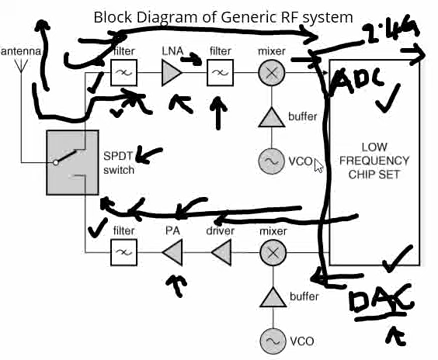 Block Diagram of Generic RF system
2.4G
antenna
filter
LNA
filter
mixer
ADC
buffer
VCO
LOW
FREQUENCY
CHIP SET
SPDT
switch
filter
PA
driver
mixer
buffer
DAC
VCO